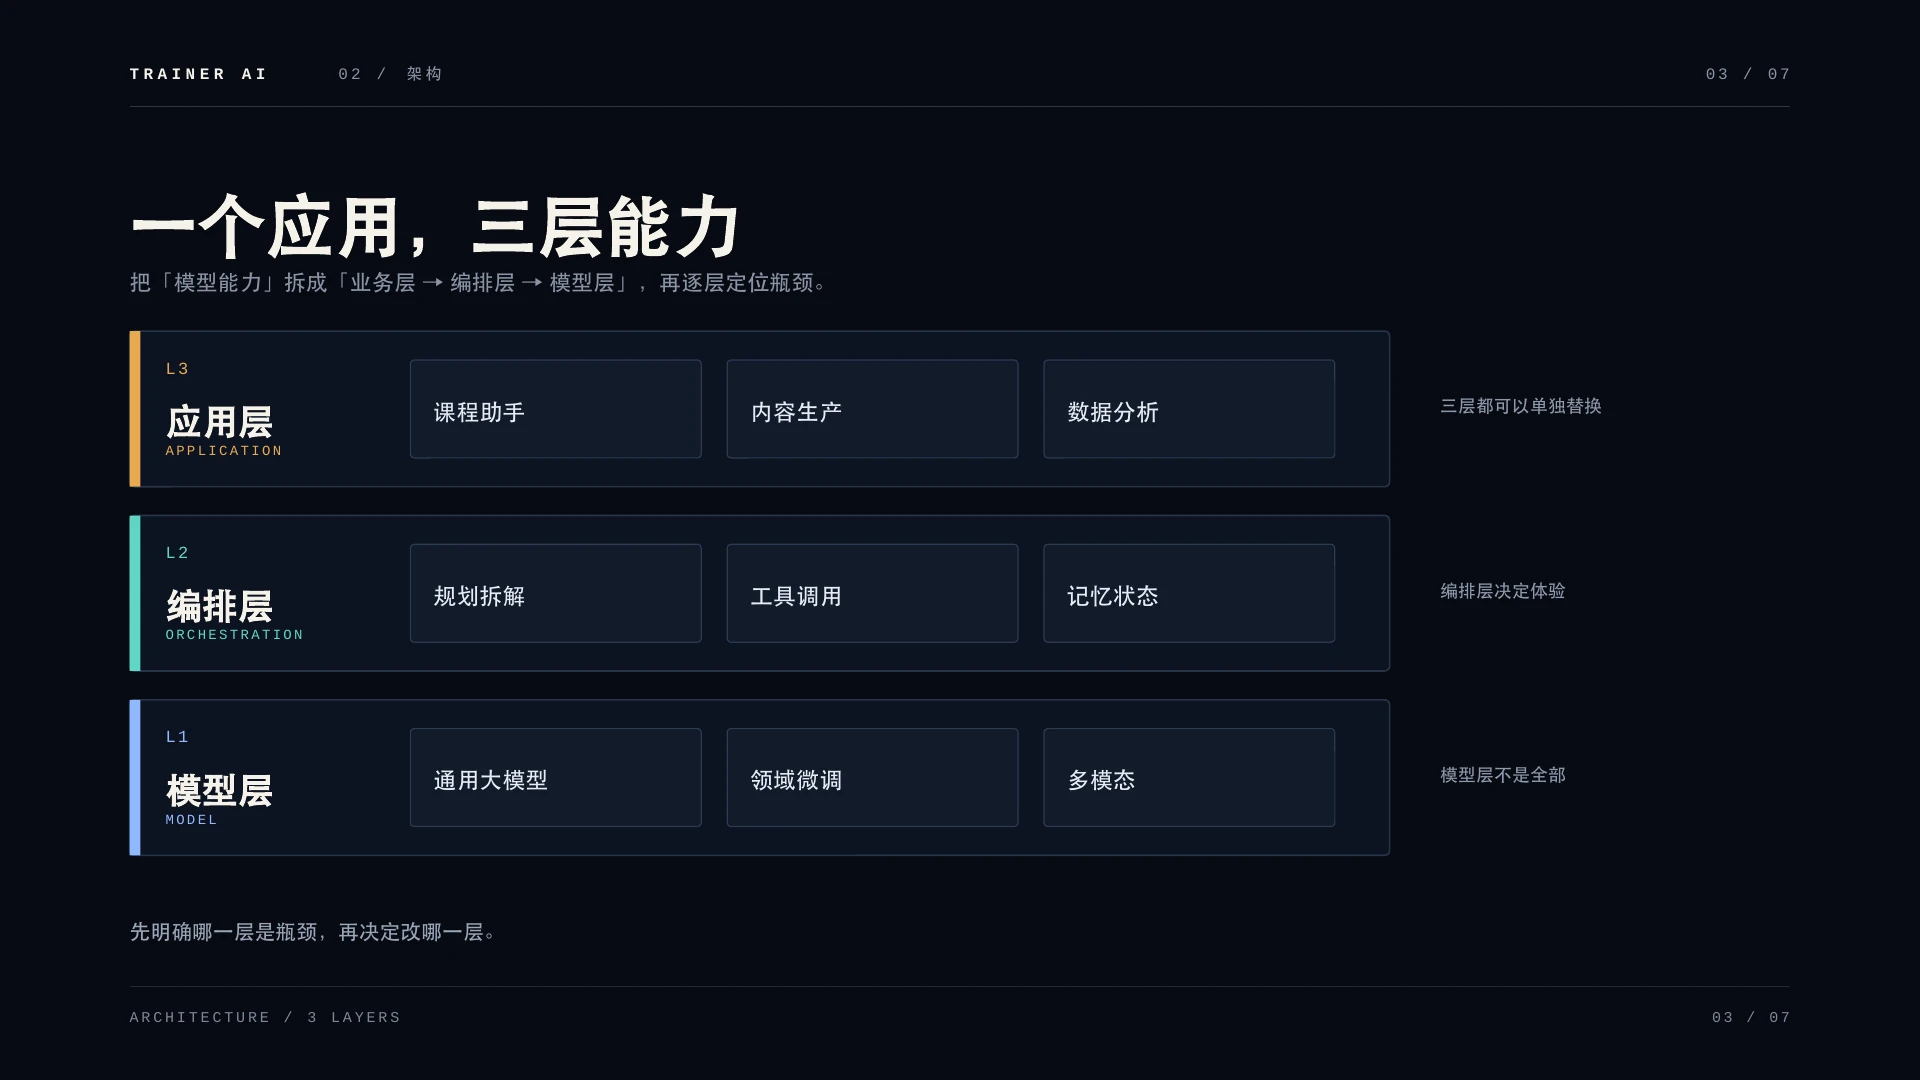 TRAINER AI 02 / 架构 03 / 07
一个应用，三层能力
把「模型能力」拆成「业务层 → 编排层 → 模型层」，再逐层定位瓶颈。
L3
应用层
APPLICATION
课程助手 内容生产 数据分析
三层都可以单独替换
L2
编排层
ORCHESTRATION
规划拆解 工具调用 记忆状态
编排层决定体验
L1
模型层
MODEL
通用大模型 领域微调 多模态
模型层不是全部
先明确哪一层是瓶颈，再决定改哪一层。
ARCHITECTURE / 3 LAYERS 03 / 07